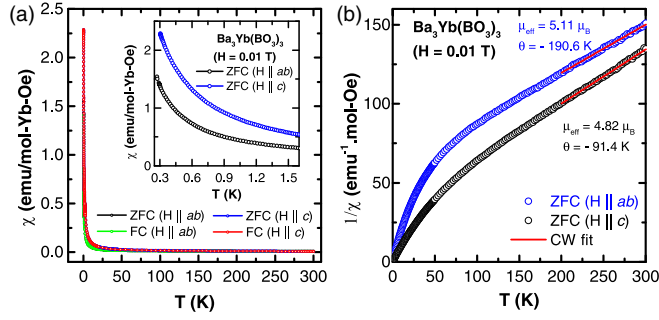 (a)
χ (emu/mol-Yb-Oe)
2.5
2.0
1.5
1.0
0.5
0.0
0 50 100 150 200 250 300
T (K)
χ (emu/mol-Yb-Oe)
2
1
0
0.3 0.6 0.9 1.2 1.5
T (K)
Ba₃Yb(BO₃)₃
(H = 0.01 T)
ZFC (H || ab)
ZFC (H || c)
ZFC (H || ab) ZFC (H || c)
FC (H || ab) FC (H || c)
(b)
1/χ (emu⁻¹.mol-Oe)
150
125
100
75
50
25
0
0 50 100 150 200 250 300
T (K)
Ba₃Yb(BO₃)₃
(H = 0.01 T)
μeff = 5.11 μB
θ = - 190.6 K
μeff = 4.82 μB
θ = - 91.4 K
ZFC (H || ab)
ZFC (H || c)
CW fit